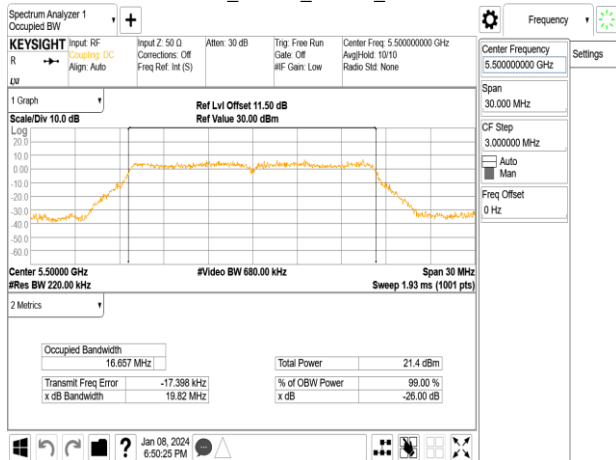 Spectrum Analyzer 1
Occupied BW
Frequency
KEYSIGHT
R
Input: RF
Coupling: DC
Align: Auto
Input Z: 50 Ω
Corrections: Off
Freq Ref: Int (S)
Atten: 30 dB
Trig: Free Run
Gate: Off
#IF Gain: Low
Center Freq: 5.500000000 GHz
Avg|Hold: 10/10
Radio Std: None
Center Frequency
5.500000000 GHz
Settings
Span
30.000 MHz
CF Step
3.000000 MHz
Auto
Man
Freq Offset
0 Hz
1 Graph
Scale/Div 10.0 dB
Ref Lvl Offset 11.50 dB
Ref Value 30.00 dBm
Log
20.0
10.0
0.00
-10.0
-20.0
-30.0
-40.0
-50.0
-60.0
Center 5.50000 GHz
#Video BW 680.00 kHz
Span 30 MHz
#Res BW 220.00 kHz
Sweep 1.93 ms (1001 pts)
2 Metrics
Occupied Bandwidth
16.657 MHz
Total Power 21.4 dBm
Transmit Freq Error -17.398 kHz
% of OBW Power 99.00 %
x dB Bandwidth 19.82 MHz
x dB -26.00 dB
?
Jan 08, 2024
6:50:25 PM